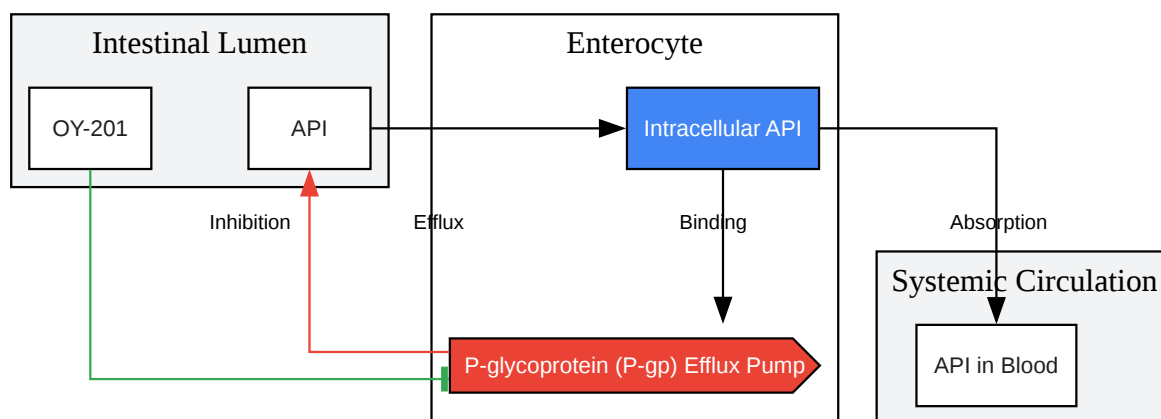 Intestinal Lumen
Enterocyte
OY-201
API
Intracellular API
Inhibition
Efflux
Binding
Absorption
Systemic Circulation
P-glycoprotein (P-gp) Efflux Pump
API in Blood